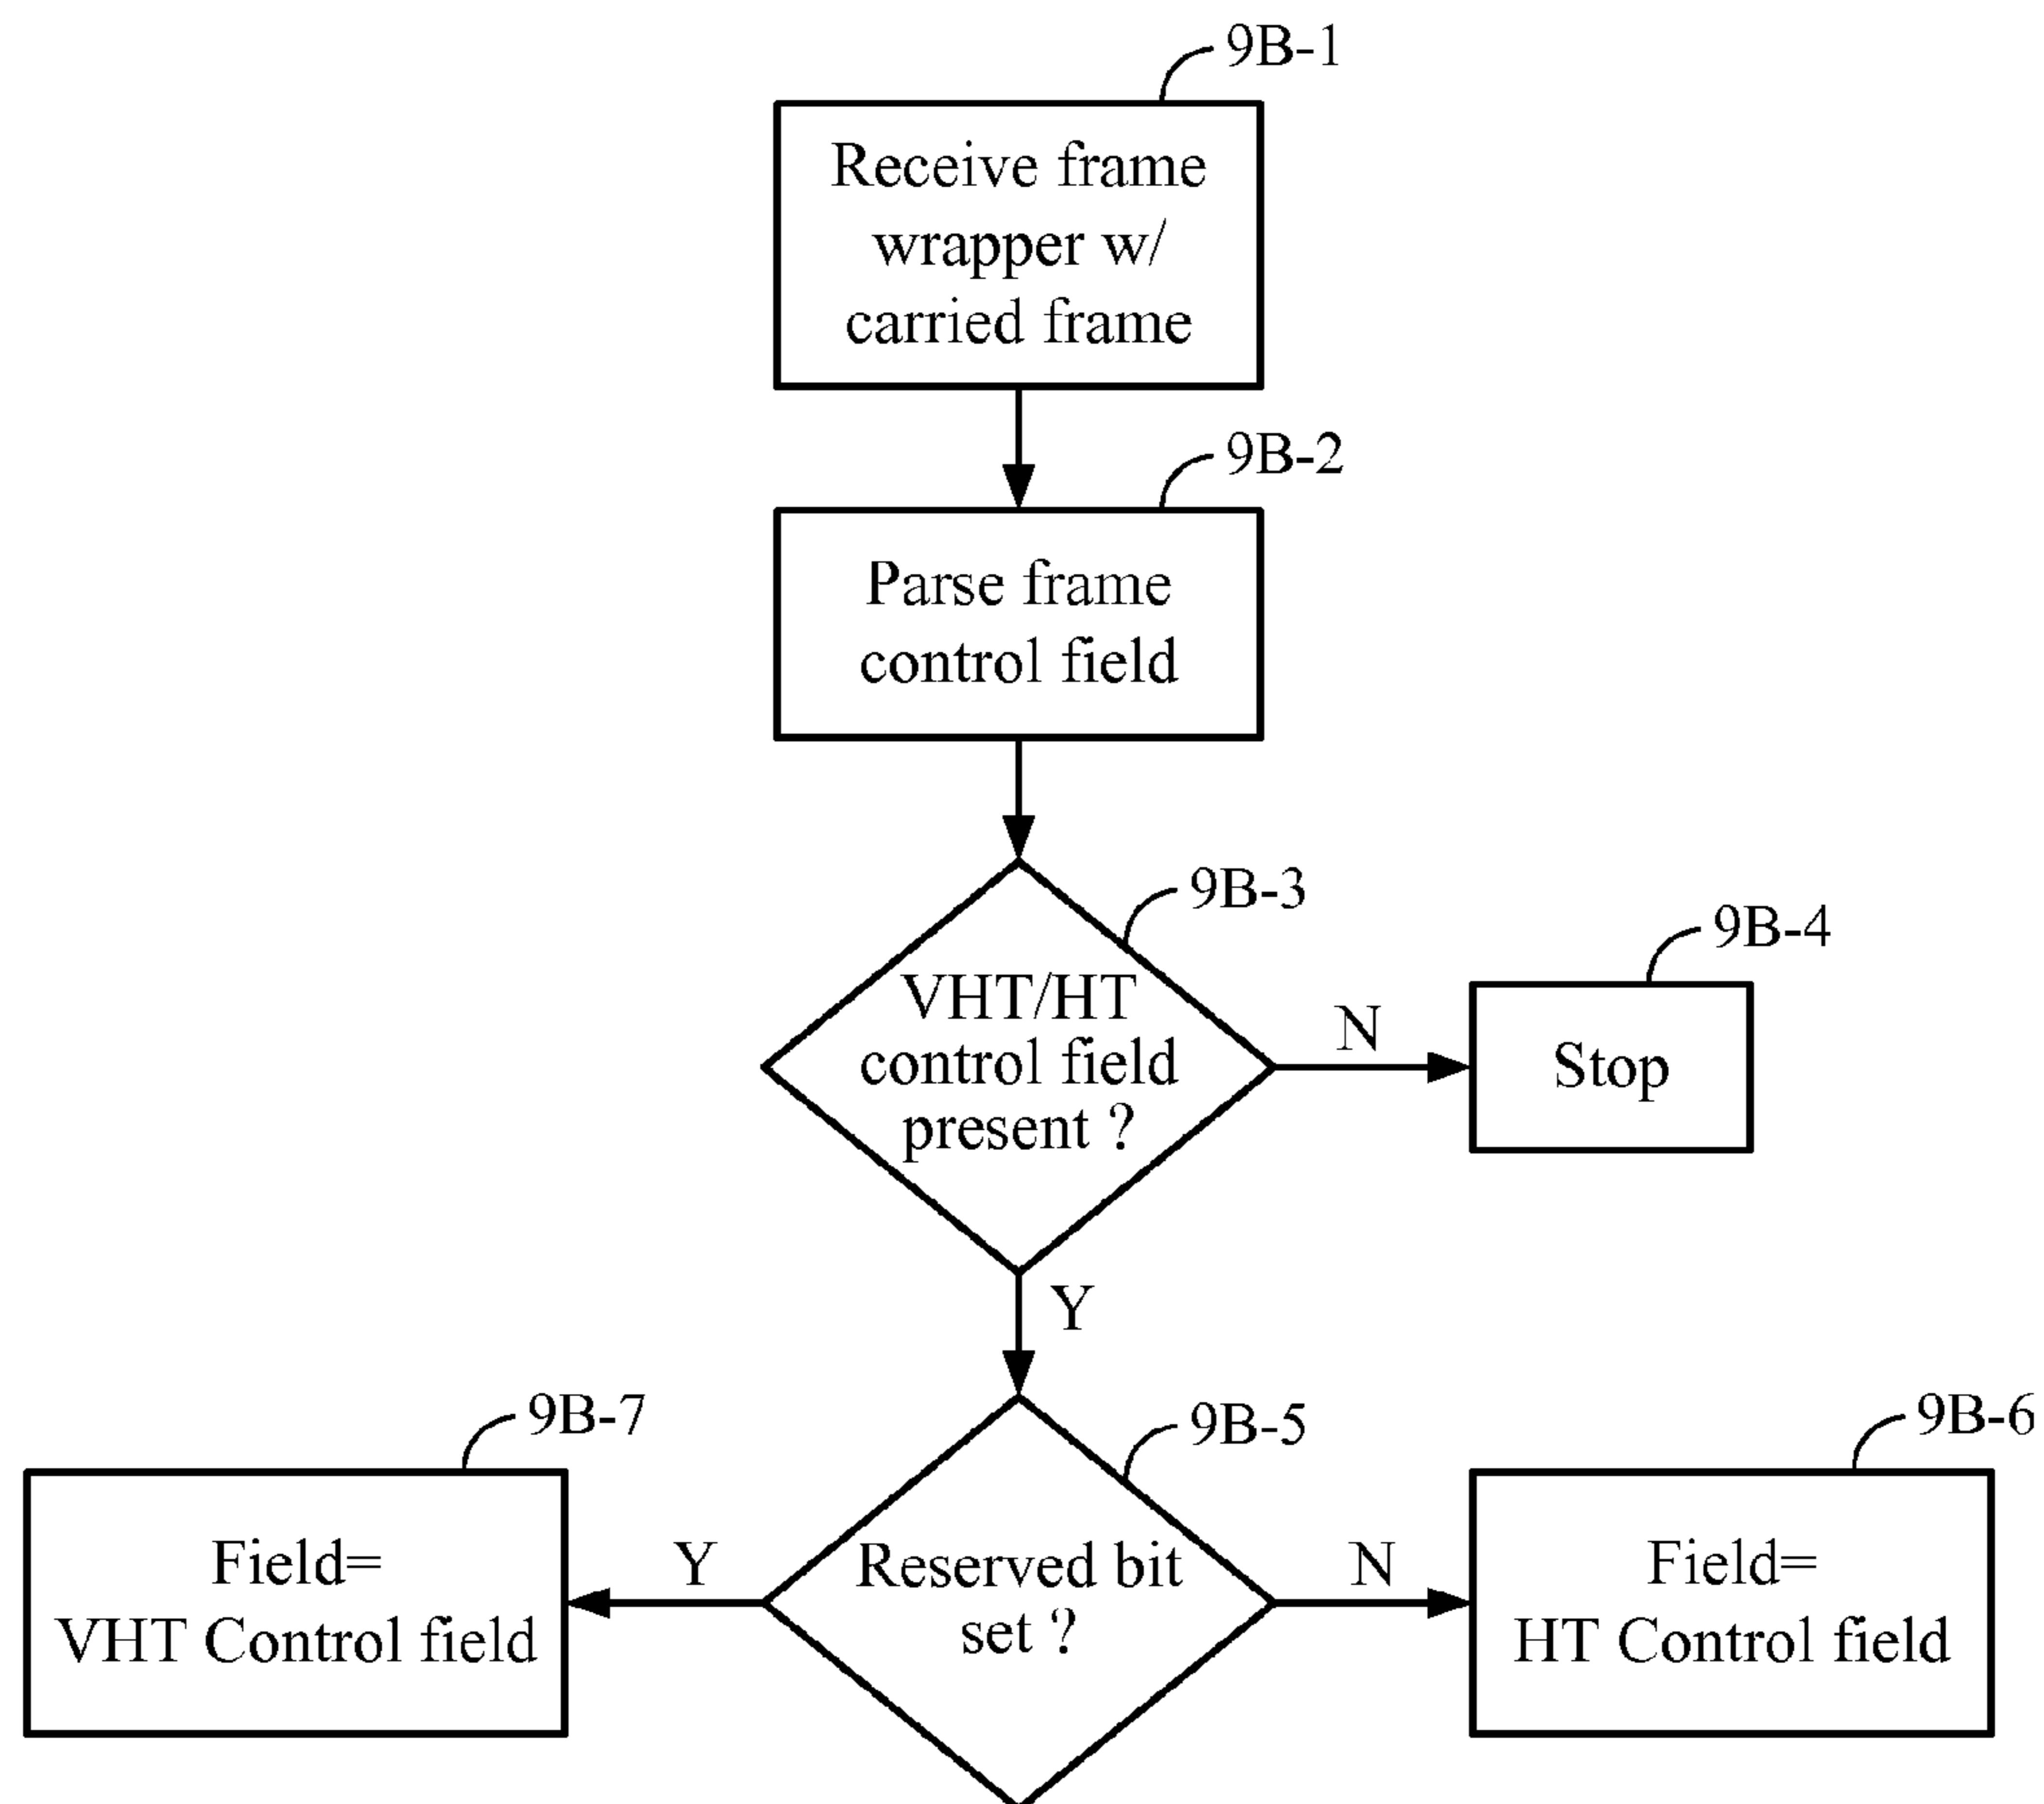 9B-1
Receive frame
wrapper w/
carried frame
9B-2
Parse frame
control field
9B-3
VHT/HT
control field
present ?
N
9B-4
Stop
Y
9B-5
Reserved bit
set ?
Y
9B-7
Field=
VHT Control field
N
9B-6
Field=
HT Control field